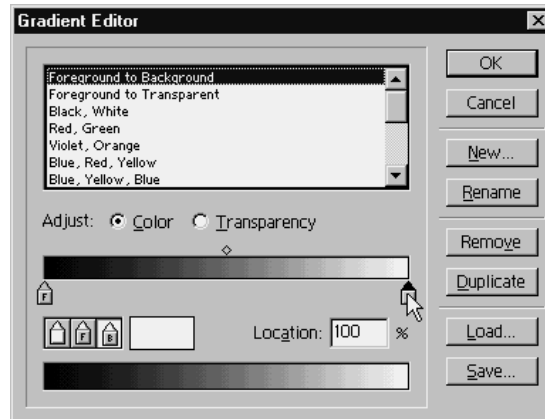 Gradient Editor
Foreground to Background
Foreground to Transparent
Black, White
Red, Green
Violet, Orange
Blue, Red, Yellow
Blue, Yellow, Blue
Adjust: Color Transparency
F
F B
Location: 100 %
OK
Cancel
New...
Rename
Remove
Duplicate
Load...
Save...